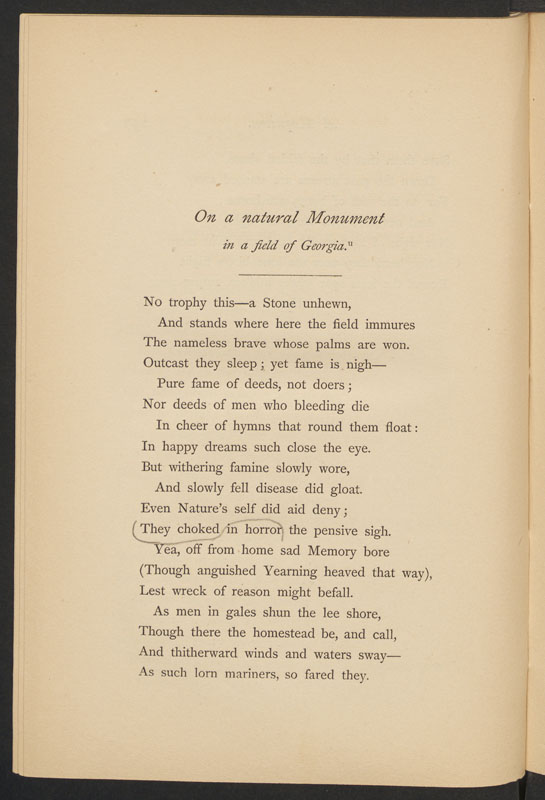 On a natural Monument
in a field of Georgia.¹¹
No trophy this—a Stone unhewn,
And stands where here the field immures
The nameless brave whose palms are won.
Outcast they sleep; yet fame is nigh—
Pure fame of deeds, not doers;
Nor deeds of men who bleeding die
In cheer of hymns that round them float:
In happy dreams such close the eye.
But withering famine slowly wore,
And slowly fell disease did gloat.
Even Nature's self did aid deny;
They choked in horror the pensive sigh.
Yea, off from home sad Memory bore
(Though anguished Yearning heaved that way),
Lest wreck of reason might befall.
As men in gales shun the lee shore,
Though there the homestead be, and call,
And thitherward winds and waters sway—
As such lorn mariners, so fared they.